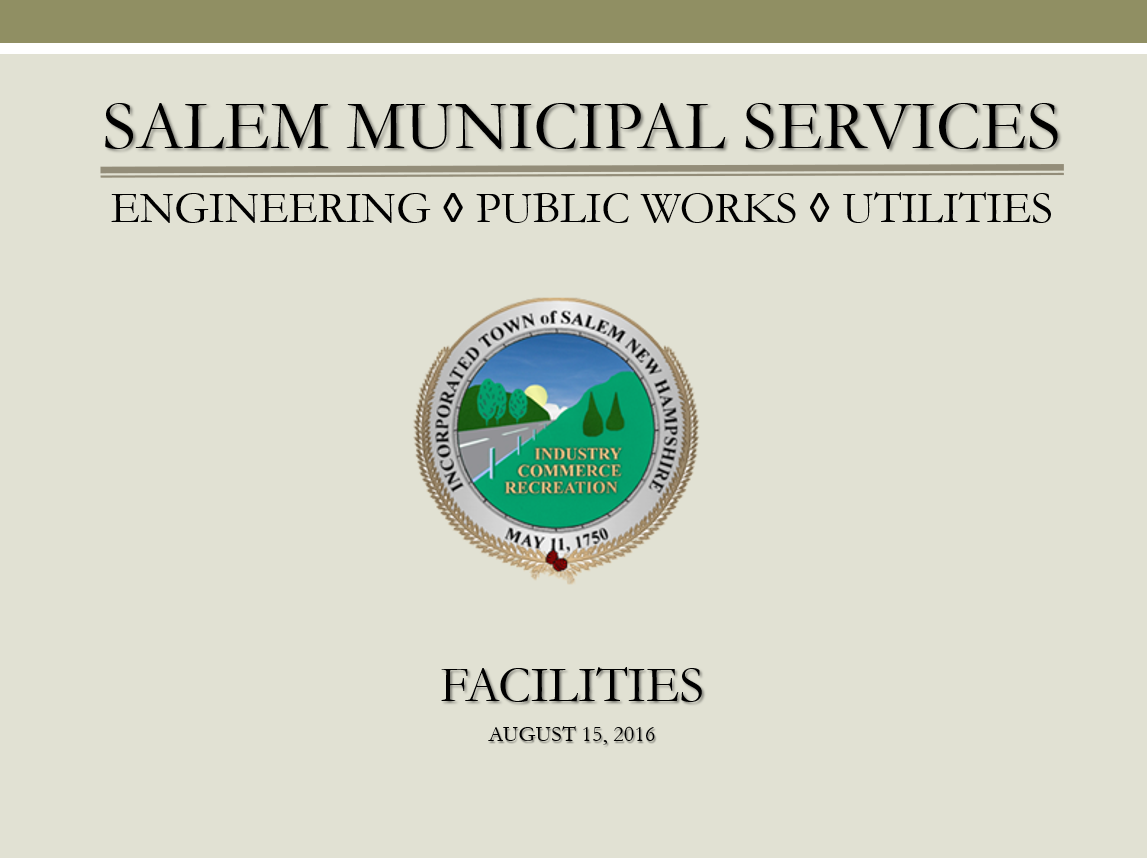 SALEM MUNICIPAL SERVICES
ENGINEERING ◊ PUBLIC WORKS ◊ UTILITIES
INCORPORATED TOWN of SALEM NEW HAMPSHIRE
INDUSTRY
COMMERCE
RECREATION
MAY 11, 1750
FACILITIES
AUGUST 15, 2016